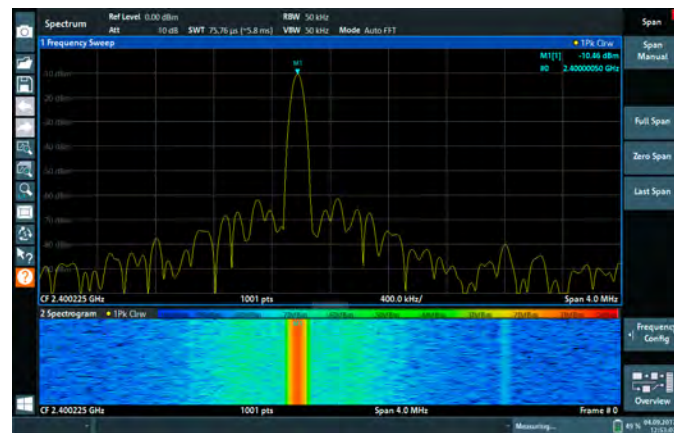 Spectrum
Ref Level 0.00 dBm RBW 50 kHz
Att 10 dB SWT 75.76 µs (~5.8 ms) VBW 50 kHz Mode Auto FFT
Span
1 Frequency Sweep 1Pk Clrw
M1[1] -10.46 dBm
2.40000050 GHz
M1
Span Manual
Full Span
Zero Span
Last Span
-10 dBm
-20 dBm
CF 2.400225 GHz 1001 pts 400.0 kHz/ Span 4.0 MHz
2 Spectrogram 1Pk Clrw
Frequency Config
Overview
CF 2.400225 GHz 1001 pts Span 4.0 MHz Frame # 0
Measuring...